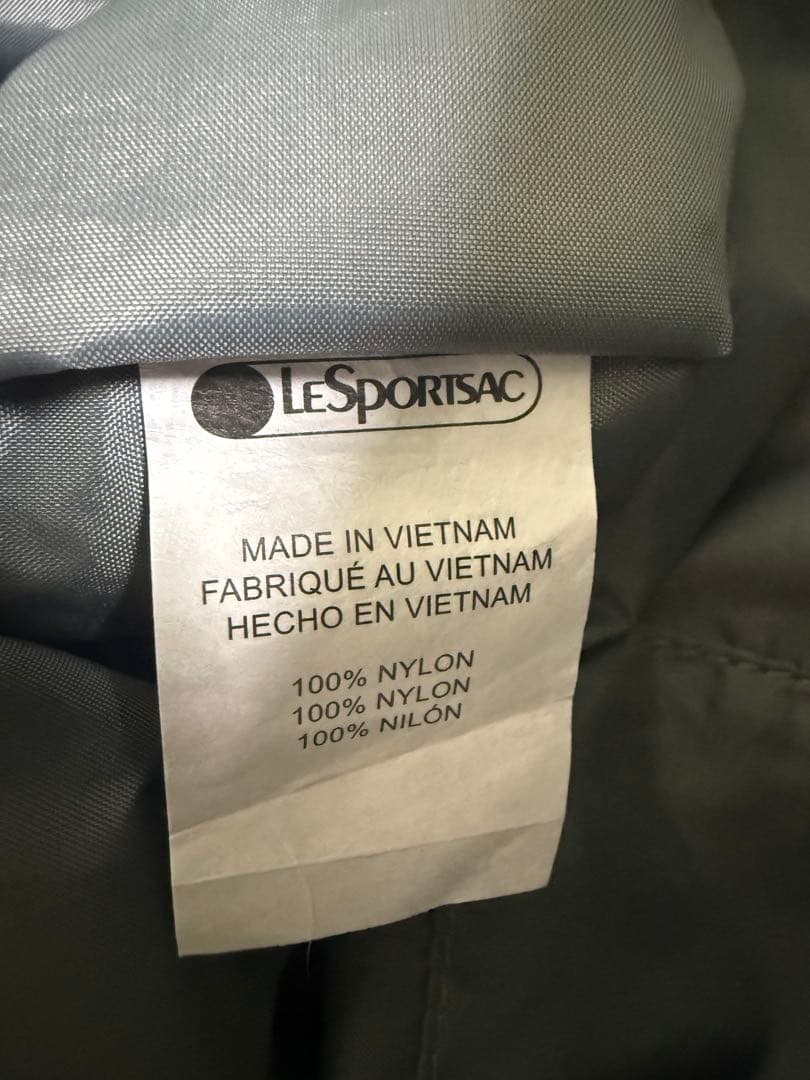 LESPORTSAC
MADE IN VIETNAM
FABRIQUÉ AU VIETNAM
HECHO EN VIETNAM
100% NYLON
100% NYLON
100% NILÓN